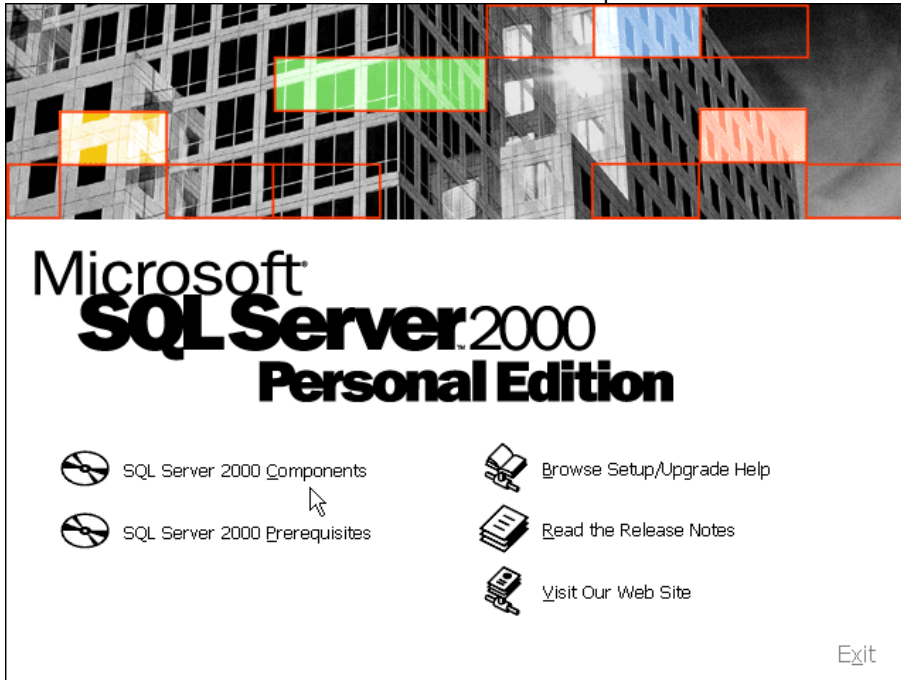 Microsoft®
SQL Server™ 2000
Personal Edition
SQL Server 2000 Components
SQL Server 2000 Prerequisites
Browse Setup/Upgrade Help
Read the Release Notes
Visit Our Web Site
Exit